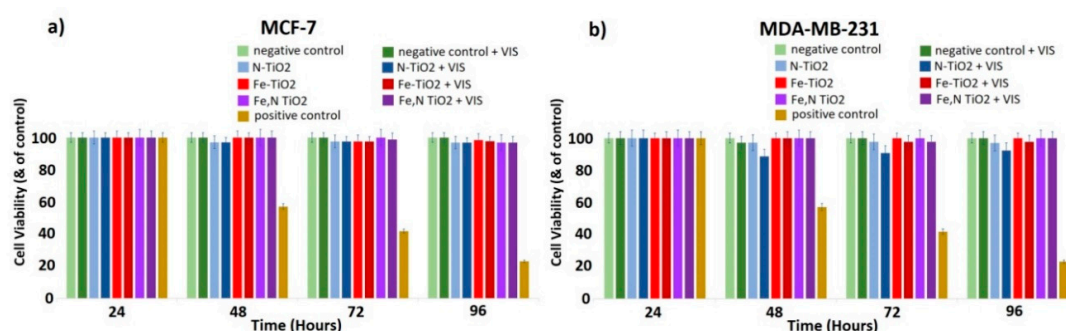 a) MCF-7
negative control negative control + VIS
N-TiO2 N-TiO2 + VIS
Fe-TiO2 Fe-TiO2 + VIS
Fe,N TiO2 Fe,N TiO2 + VIS
positive control
Cell Viability (& of control)
100
80
60
40
20
0
24 48 72 96
Time (Hours)
b) MDA-MB-231
negative control negative control + VIS
N-TiO2 N-TiO2 + VIS
Fe-TiO2 Fe-TiO2 + VIS
Fe,N TiO2 Fe,N TiO2 + VIS
positive control
Cell Viability (& of control)
100
80
60
40
20
0
24 48 72 96
Time (Hours)